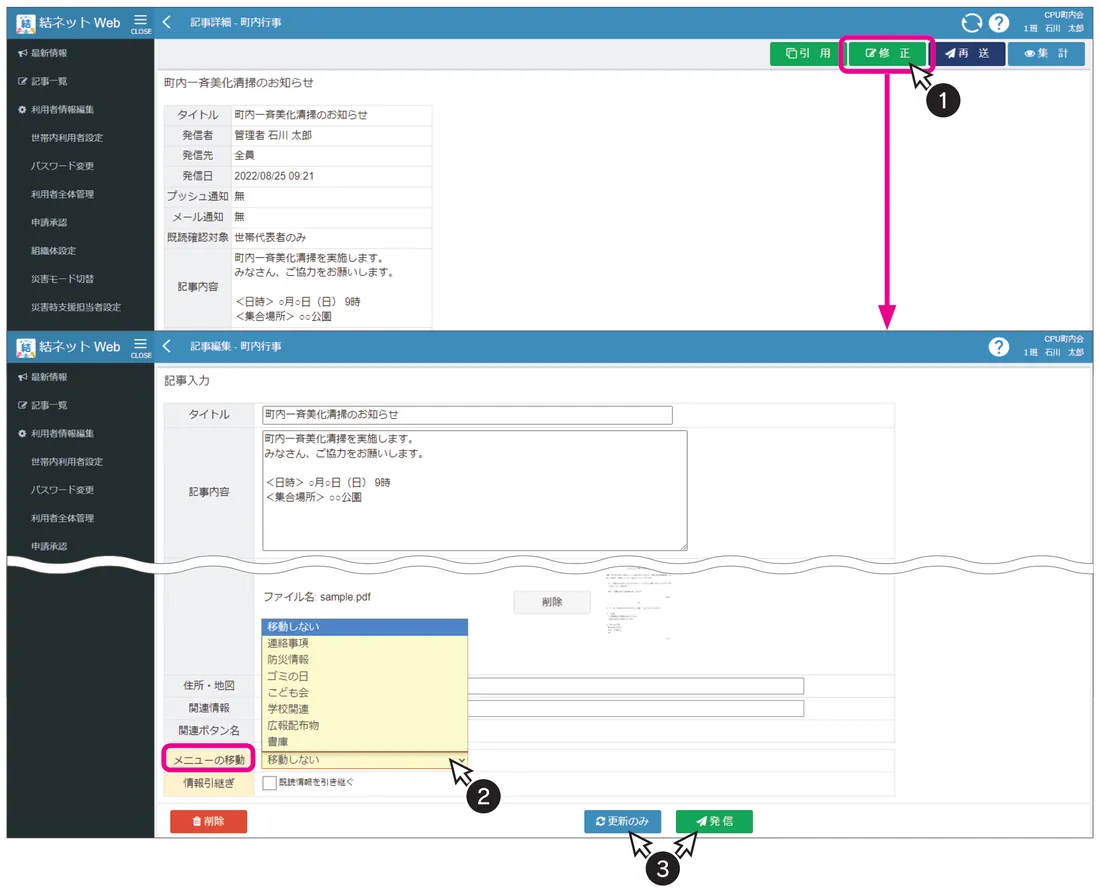 結ネット Web
CLOSE
記事詳細 - 町内行事
CPU町内会
1班 石川 太郎
最新情報
記事一覧
利用者情報編集
世帯内利用者設定
パスワード変更
利用者全体管理
申請承認
組織体設定
災害モード切替
災害時支援担当者設定
引 用
修 正
再 送
集 計
1
町内一斉美化清掃のお知らせ
タイトル 町内一斉美化清掃のお知らせ
発信者 管理者 石川 太郎
発信先 全員
発信日 2022/08/25 09:21
プッシュ通知 無
メール通知 無
既読確認対象 世帯代表者のみ
記事内容
町内一斉美化清掃を実施します。
みなさん、ご協力をお願いします。
<日時> ○月○日（日） 9時
<集合場所> ○○公園
結ネット Web
CLOSE
記事編集 - 町内行事
?
CPU町内会
1班 石川 太郎
最新情報
記事一覧
利用者情報編集
世帯内利用者設定
パスワード変更
利用者全体管理
申請承認
記事入力
タイトル 町内一斉美化清掃のお知らせ
記事内容
町内一斉美化清掃を実施します。
みなさん、ご協力をお願いします。
<日時> ○月○日（日） 9時
<集合場所> ○○公園
ファイル名: sample.pdf
削除
移動しない
連絡事項
防災情報
ゴミの日
こども会
学校関連
広報配布物
書庫
住所・地図
関連情報
関連ボタン名
メニューの移動 移動しない
2
情報引継ぎ 既読情報を引き継ぐ
削除
更新のみ
発信
3